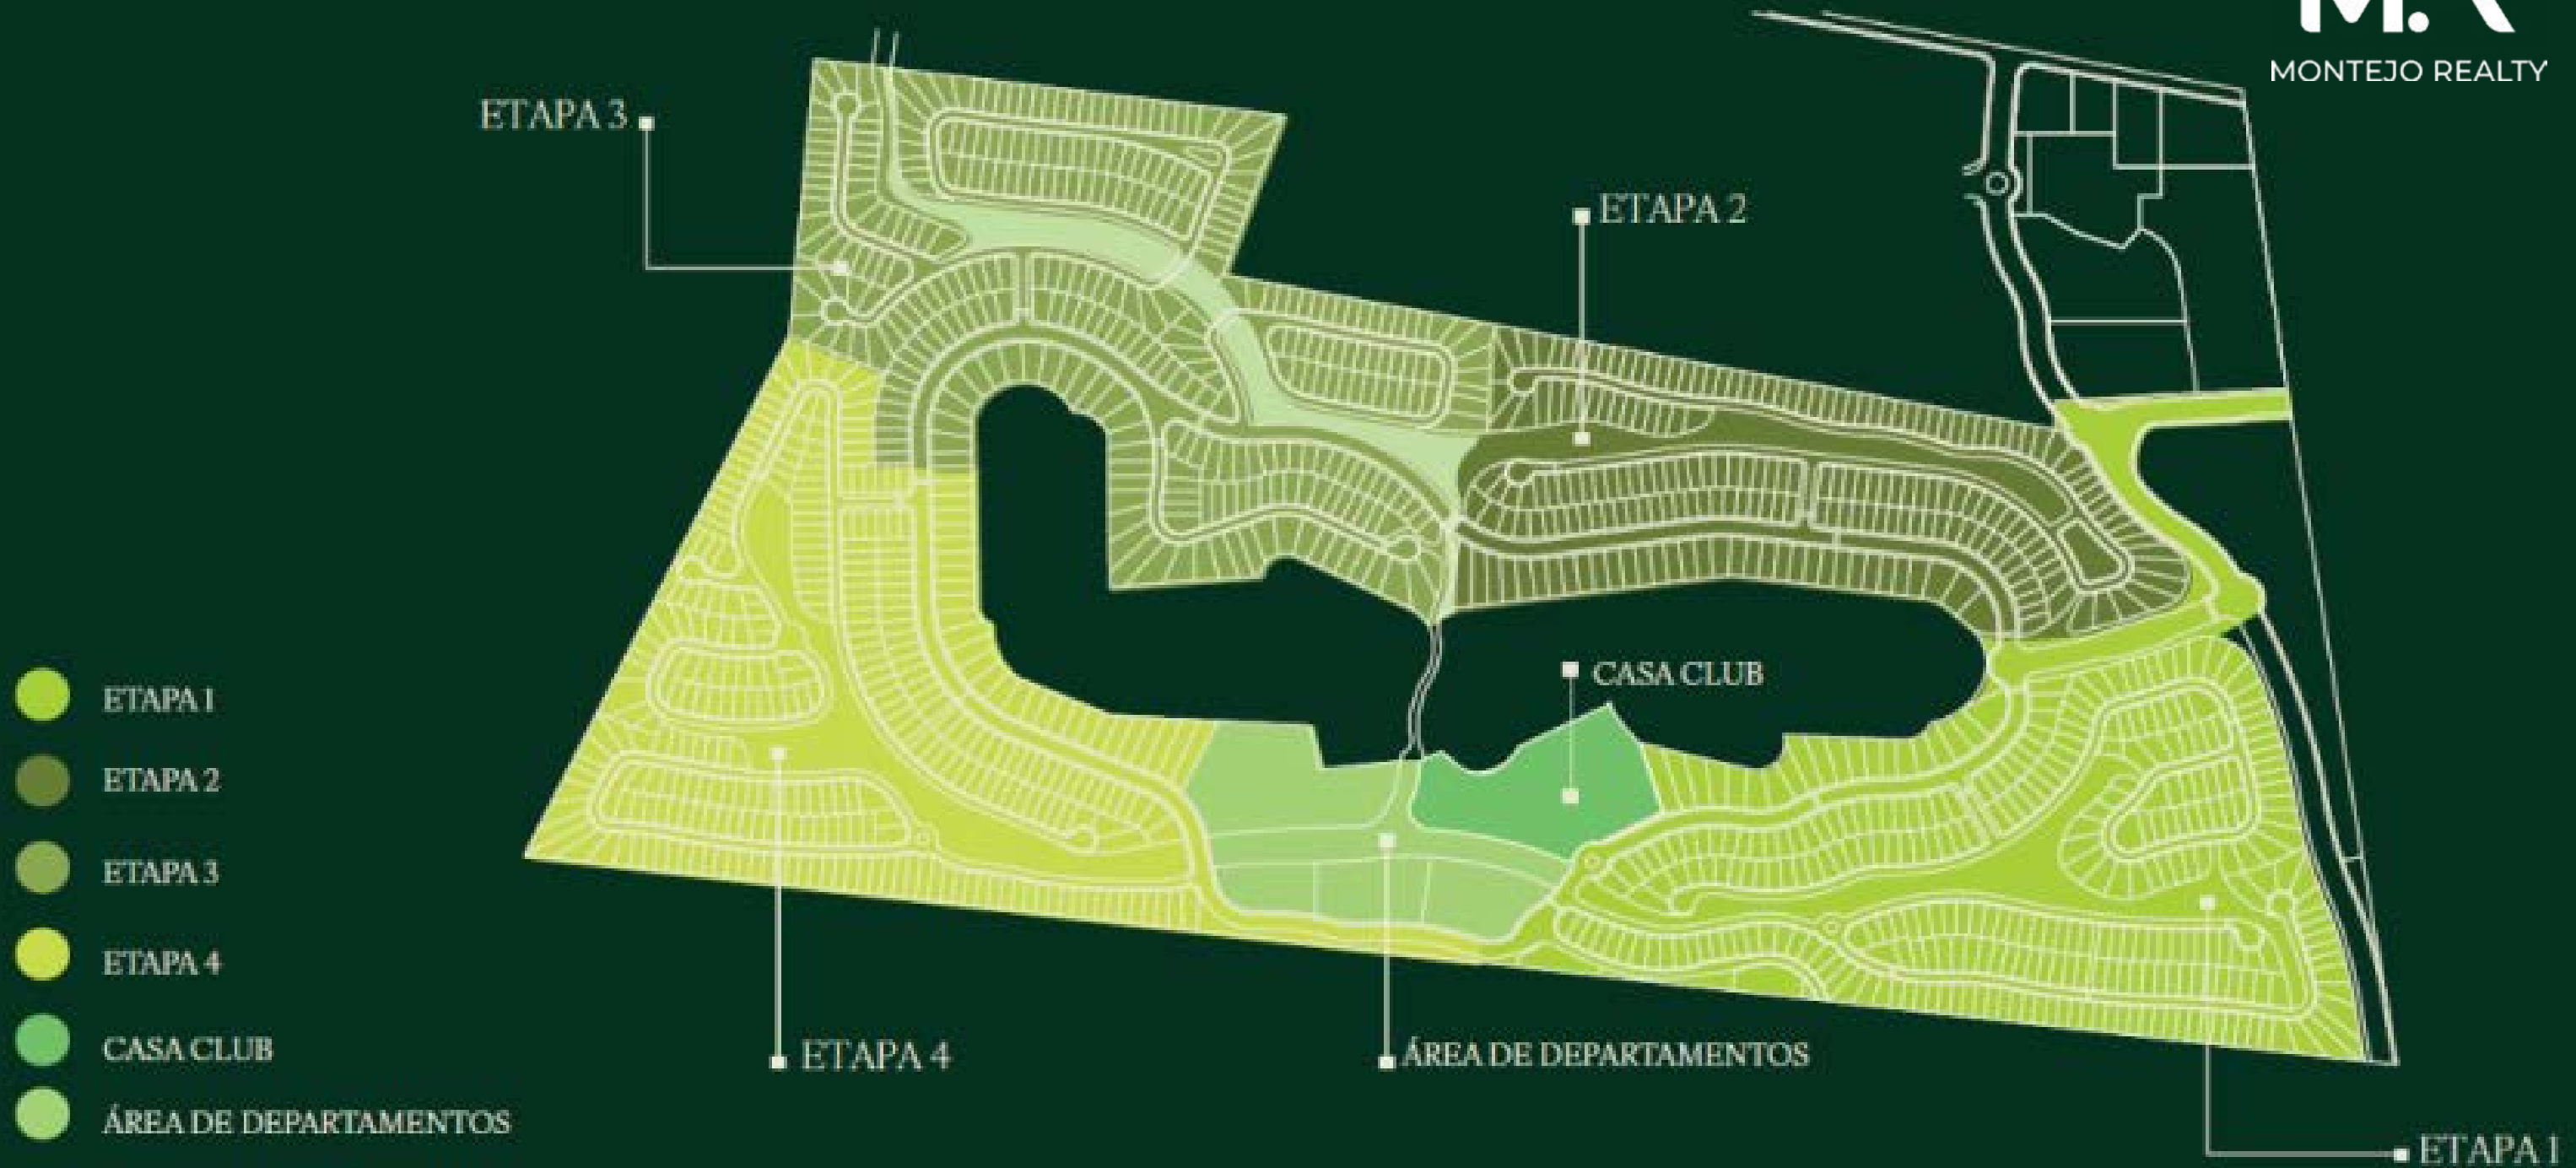 M.
MONTEJO REALTY
ETAPA 3
ETAPA 2
CASA CLUB
ETAPA 1
ETAPA 2
ETAPA 3
ETAPA 4
CASA CLUB
ÁREA DE DEPARTAMENTOS
ETAPA 4
ÁREA DE DEPARTAMENTOS
ETAPA 1